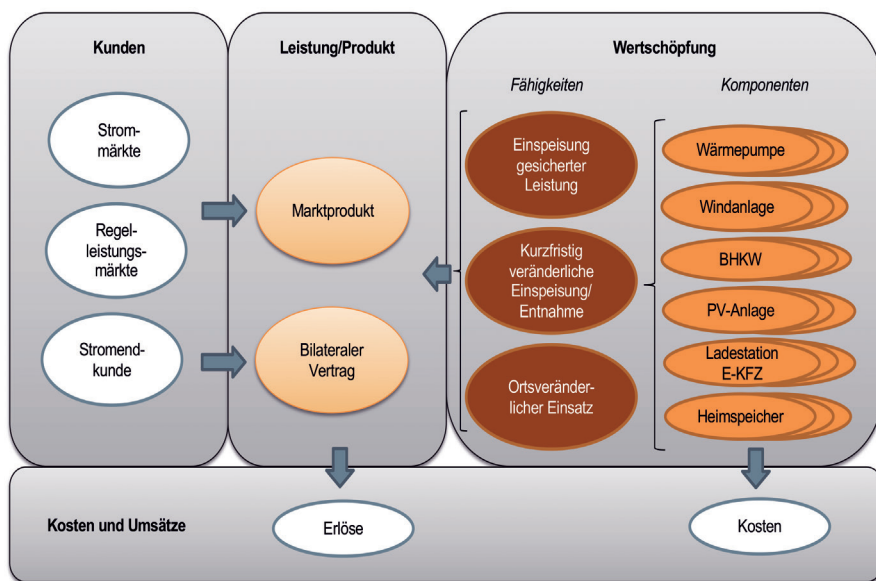 Kunden
Strom-
märkte
Regel-
leistungs-
märkte
Stromend-
kunde
Leistung/Produkt
Marktprodukt
Bilateraler
Vertrag
Wertschöpfung
Fähigkeiten
Einspeisung
gesicherter
Leistung
Kurzfristig
veränderliche
Einspeisung/
Entnahme
Ortsveränder-
licher Einsatz
Komponenten
Wärmepumpe
Windanlage
BHKW
PV-Anlage
Ladestation
E-KFZ
Heimspeicher
Kosten und Umsätze
Erlöse
Kosten